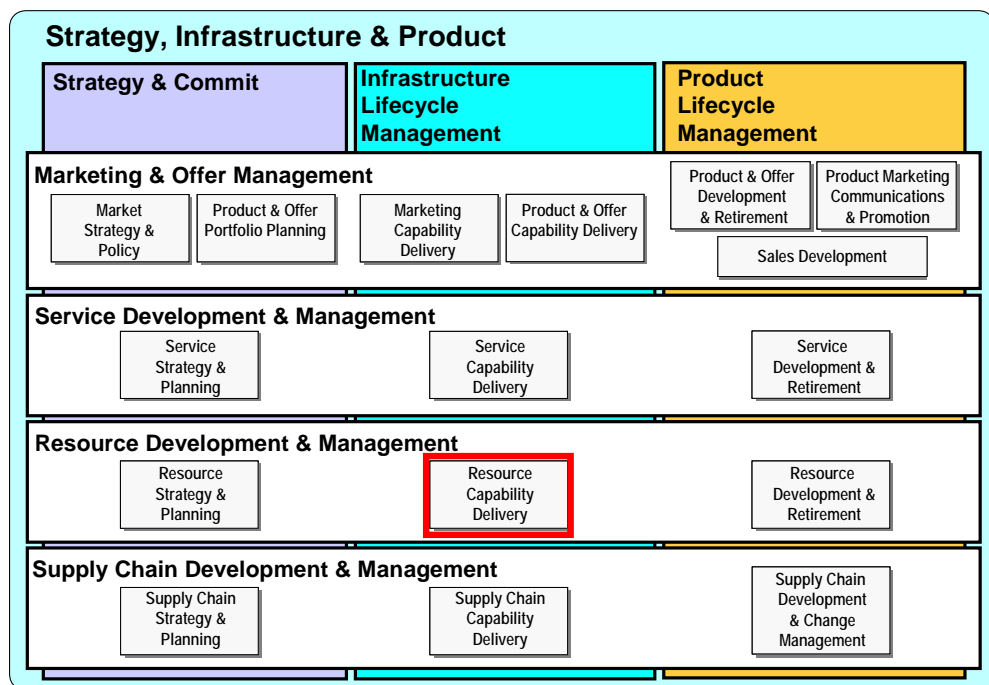 Strategy, Infrastructure & Product
Strategy & Commit
Infrastructure
Lifecycle
Management
Product
Lifecycle
Management
Marketing & Offer Management
Market
Strategy &
Policy
Product & Offer
Portfolio Planning
Marketing
Capability
Delivery
Product & Offer
Capability Delivery
Product & Offer
Development
& Retirement
Product Marketing
Communications
& Promotion
Sales Development
Service Development & Management
Service
Strategy &
Planning
Service
Capability
Delivery
Service
Development &
Retirement
Resource Development & Management
Resource
Strategy &
Planning
Resource
Capability
Delivery
Resource
Development &
Retirement
Supply Chain Development & Management
Supply Chain
Strategy &
Planning
Supply Chain
Capability
Delivery
Supply Chain
Development
& Change
Management